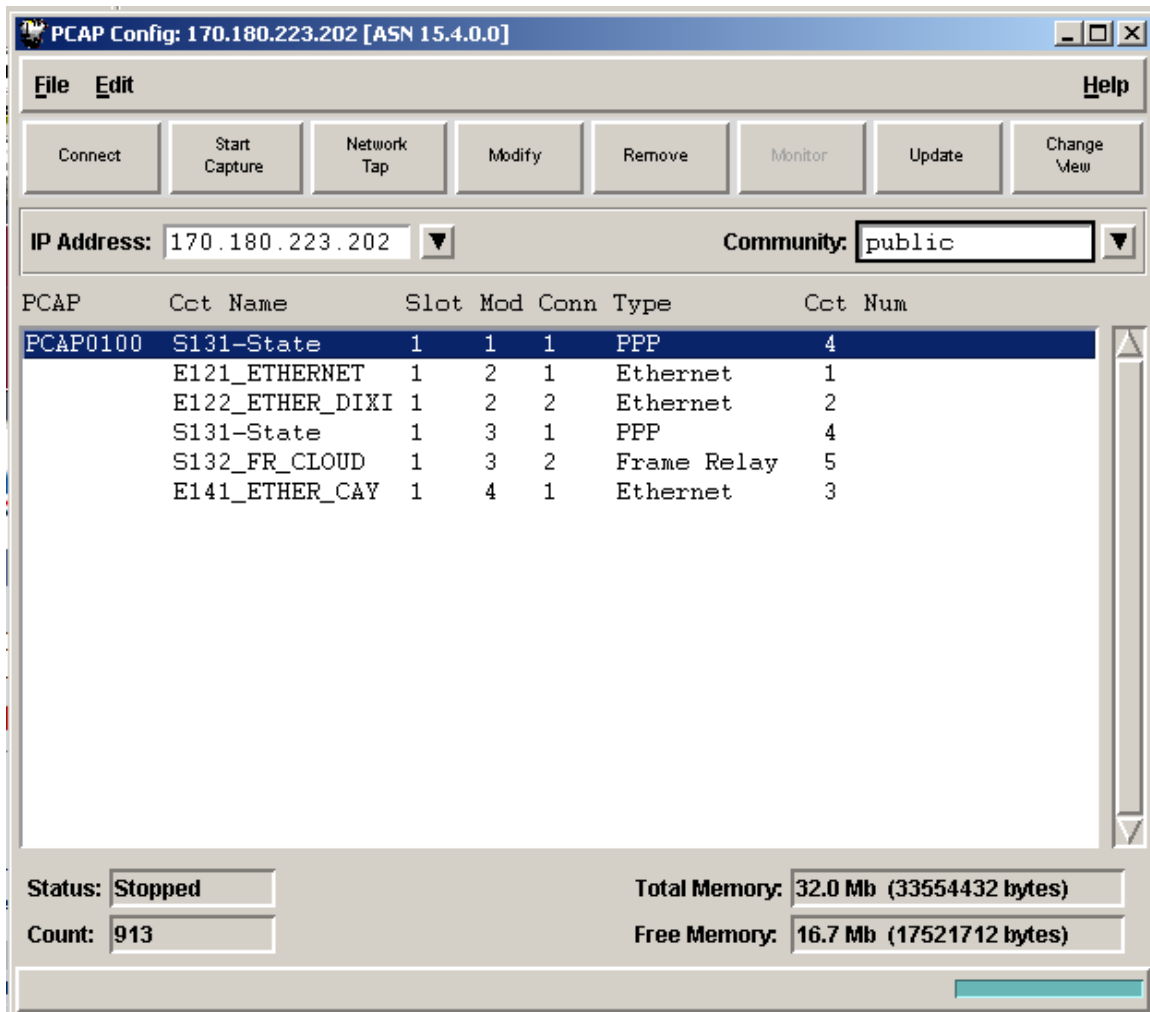 PCAP Config: 170.180.223.202 [ASN 15.4.0.0]
File Edit Help
Connect Start Capture Network Tap Modify Remove Monitor Update Change View
IP Address: 170.180.223.202 Community: public
PCAP Cct Name Slot Mod Conn Type Cct Num
PCAP0100 S131-State 1 1 1 PPP 4
E121_ETHERNET 1 2 1 Ethernet 1
E122_ETHER_DIXI 1 2 2 Ethernet 2
S131-State 1 3 1 PPP 4
S132_FR_CLOUD 1 3 2 Frame Relay 5
E141_ETHER_CAY 1 4 1 Ethernet 3
Status: Stopped Total Memory: 32.0 Mb (33554432 bytes)
Count: 913 Free Memory: 16.7 Mb (17521712 bytes)